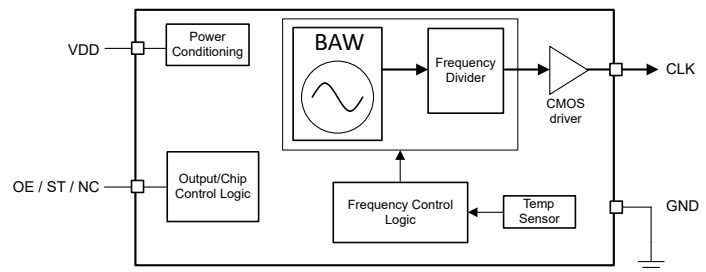 VDD
Power
Conditioning
BAW
Frequency
Divider
CMOS
driver
CLK
OE / ST / NC
Output/Chip
Control Logic
Frequency Control
Logic
Temp
Sensor
GND